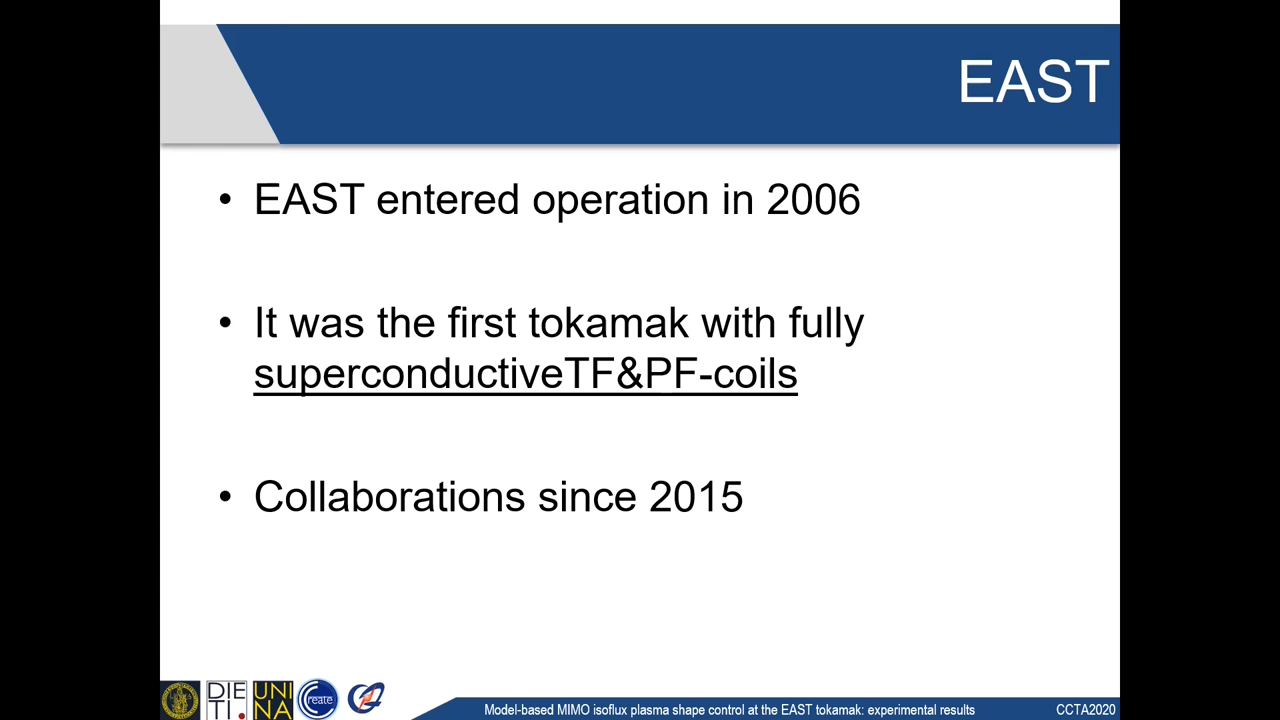 EAST
• EAST entered operation in 2006
• It was the first tokamak with fully
superconductiveTF&PF-coils
• Collaborations since 2015
DIE
TI.
UNI
NA
Create
Model-based MIMO isoflux plasma shape control at the EAST tokamak: experimental results
CCTA2020